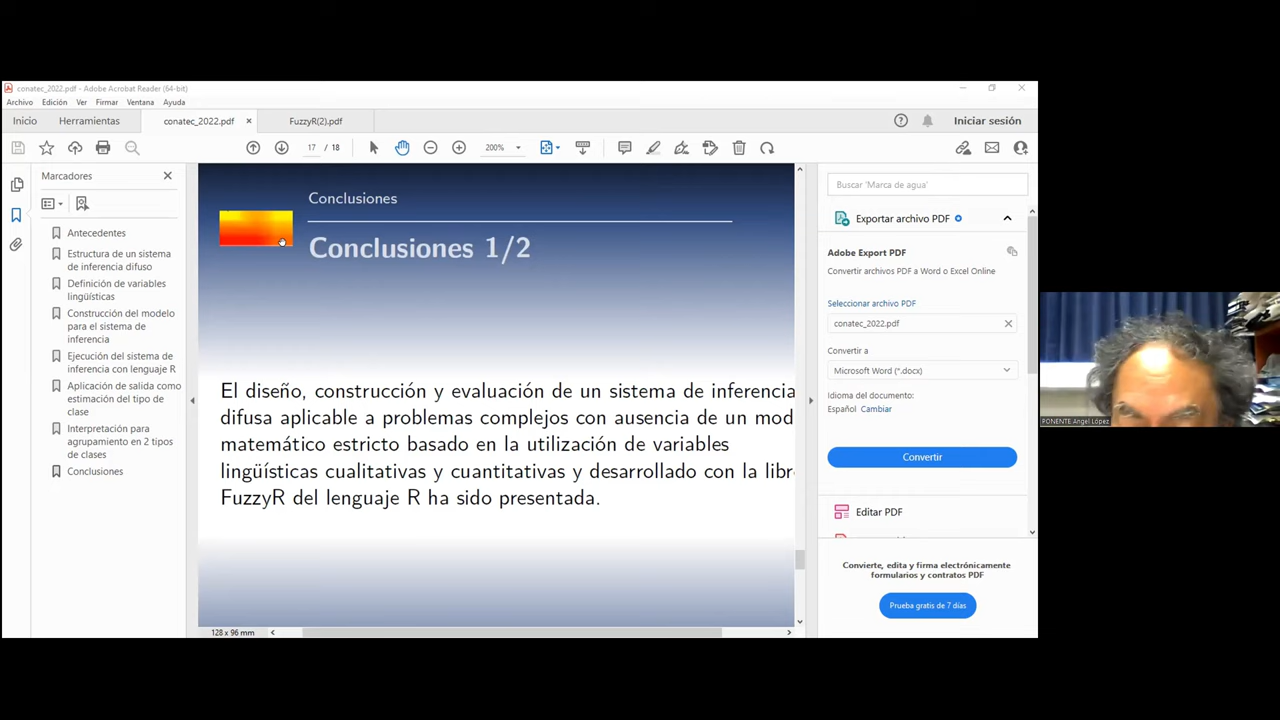 conatec_2022.pdf - Adobe Acrobat Reader (64-bit)
Archivo Edición Ver Firmar Ventana Ayuda
Inicio Herramientas conatec_2022.pdf × FuzzyR(2).pdf Iniciar sesión
17 / 18 200%
Marcadores
Antecedentes
Estructura de un sistema
de inferencia difuso
Definición de variables
lingüísticas
Construcción del modelo
para el sistema de
inferencia
Ejecución del sistema de
inferencia con lenguaje R
Aplicación de salida como
estimación del tipo de
clase
Interpretación para
agrupamiento en 2 tipos
de clases
Conclusiones
Conclusiones
Conclusiones 1/2
El diseño, construcción y evaluación de un sistema de inferencia
difusa aplicable a problemas complejos con ausencia de un mod
matemático estricto basado en la utilización de variables
lingüísticas cualitativas y cuantitativas y desarrollado con la libr
FuzzyR del lenguaje R ha sido presentada.
128 x 96 mm
Buscar 'Marca de agua'
Exportar archivo PDF
Adobe Export PDF
Convertir archivos PDF a Word o Excel Online
Seleccionar archivo PDF
conatec_2022.pdf
Convertir a
Microsoft Word (*.docx)
Idioma del documento:
Español Cambiar
Convertir
Editar PDF
Convierte, edita y firma electrónicamente
formularios y contratos PDF
Prueba gratis de 7 días
PONENTE Angel López